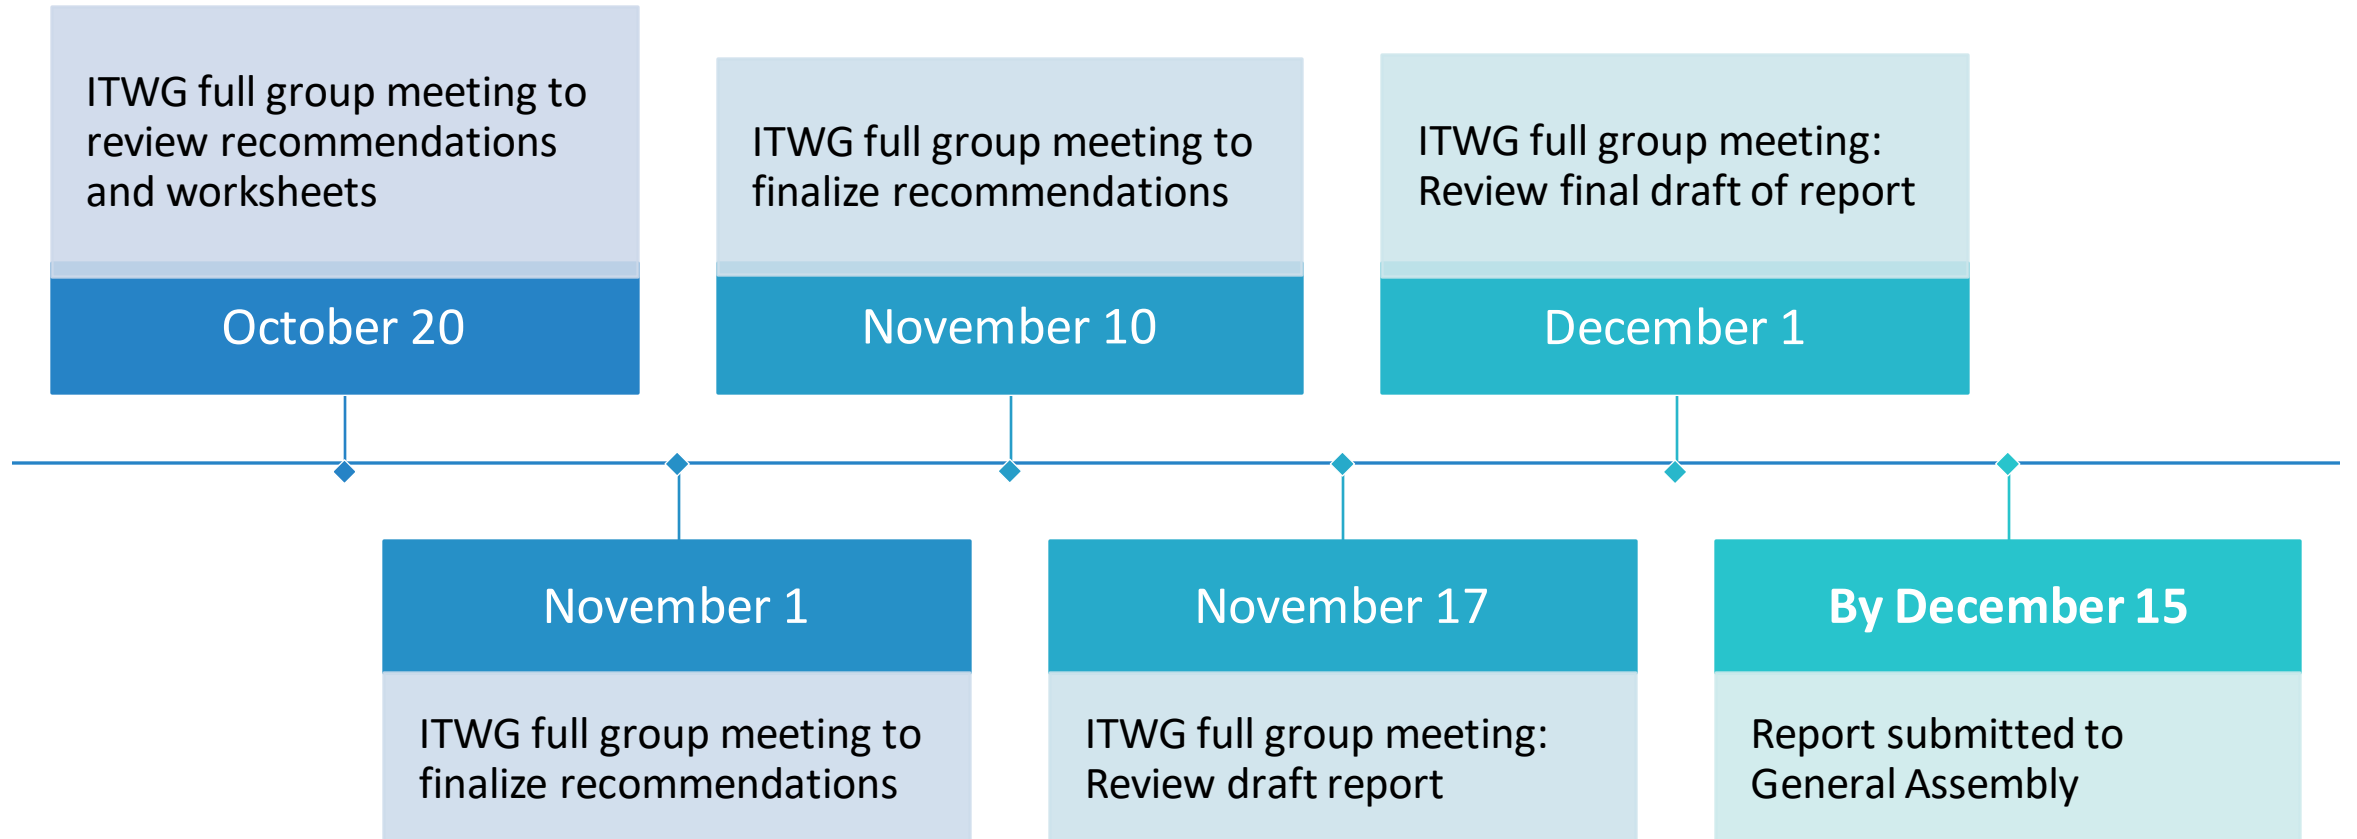 ITWG full group meeting to
review recommendations
and worksheets
October 20
November 1
ITWG full group meeting to
finalize recommendations
ITWG full group meeting to
finalize recommendations
November 10
November 17
ITWG full group meeting:
Review draft report
ITWG full group meeting:
Review final draft of report
December 1
By December 15
Report submitted to
General Assembly